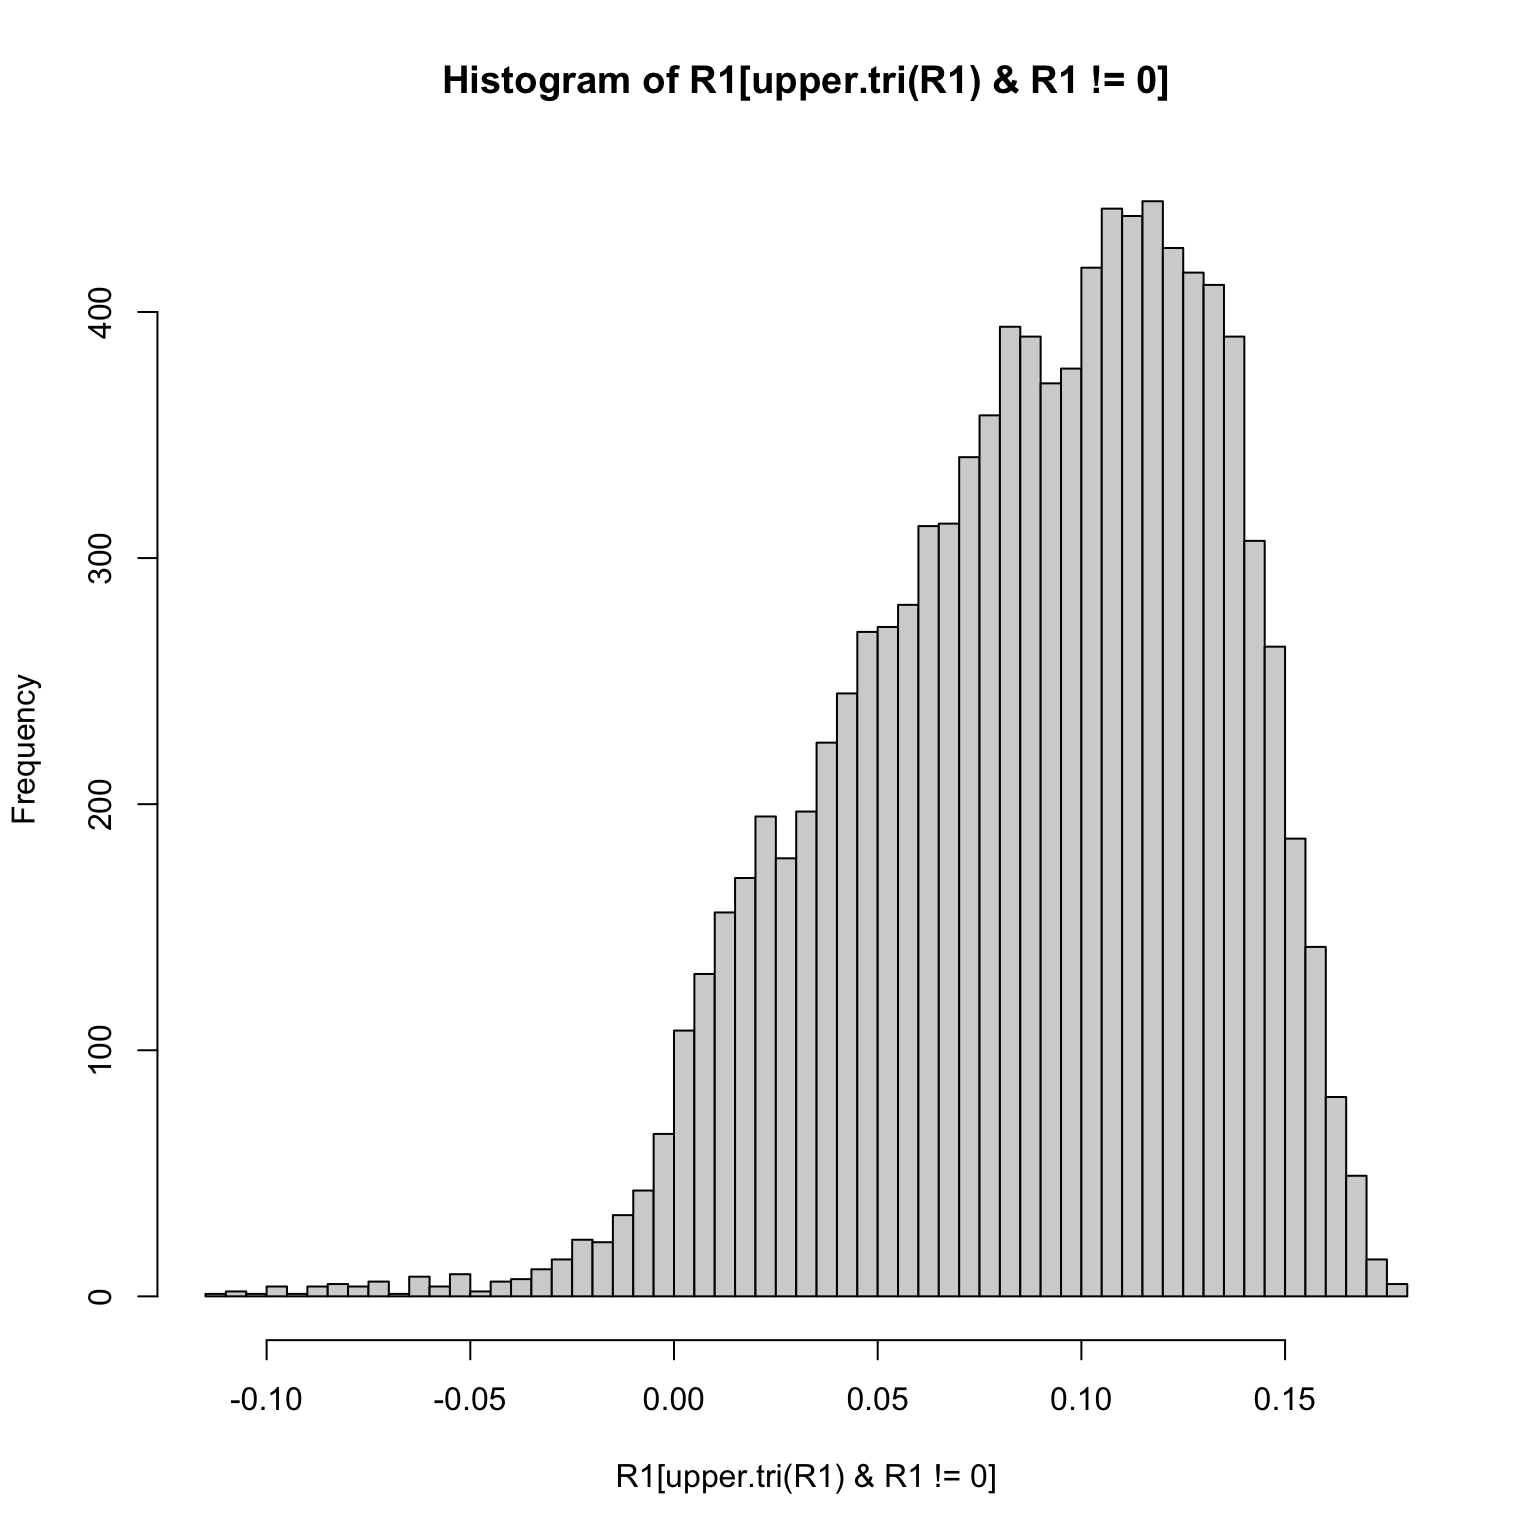 Histogram of R1[upper.tri(R1) & R1 != 0]
Frequency
400
300
200
100
0
-0.10 -0.05 0.00 0.05 0.10 0.15
R1[upper.tri(R1) & R1 != 0]